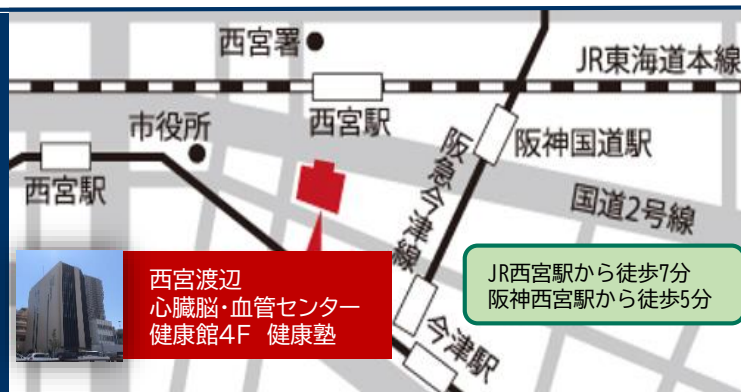 西宮署
JR東海道本線
西宮駅
市役所
阪神国道駅
西宮駅
阪急今津線
国道2号線
西宮渡辺
心臓脳・血管センター
健康館4F 健康塾
JR西宮駅から徒歩7分
阪神西宮駅から徒歩5分
今津駅